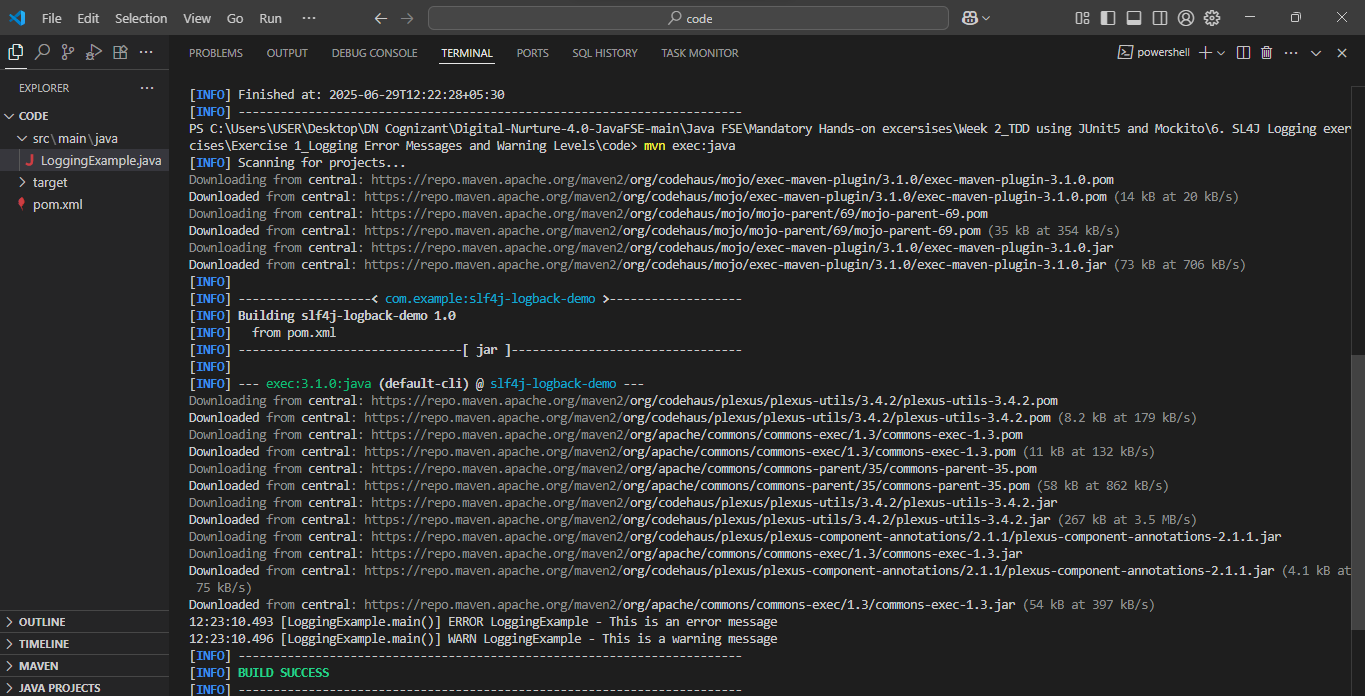 File Edit Selection View Go Run ··· code
PROBLEMS OUTPUT DEBUG CONSOLE TERMINAL PORTS SQL HISTORY TASK MONITOR powershell
EXPLORER
CODE
src\main\java
LoggingExample.java
target
pom.xml
OUTLINE
TIMELINE
MAVEN
JAVA PROJECTS
[INFO] Finished at: 2025-06-29T12:22:28+05:30
[INFO] ------------------------------------------------------------------------
PS C:\Users\USER\Desktop\DN Cognizant\Digital-Nurture-4.0-JavaFSE-main\Java FSE\Mandatory Hands-on excersises\Week 2_TDD using JUnit5 and Mockito\6. SL4J Logging exer
cises\Exercise 1_Logging Error Messages and Warning Levels\code> mvn exec:java
[INFO] Scanning for projects...
Downloading from central: https://repo.maven.apache.org/maven2/org/codehaus/mojo/exec-maven-plugin/3.1.0/exec-maven-plugin-3.1.0.pom
Downloaded from central: https://repo.maven.apache.org/maven2/org/codehaus/mojo/exec-maven-plugin/3.1.0/exec-maven-plugin-3.1.0.pom (14 kB at 20 kB/s)
Downloading from central: https://repo.maven.apache.org/maven2/org/codehaus/mojo/mojo-parent/69/mojo-parent-69.pom
Downloaded from central: https://repo.maven.apache.org/maven2/org/codehaus/mojo/mojo-parent/69/mojo-parent-69.pom (35 kB at 354 kB/s)
Downloading from central: https://repo.maven.apache.org/maven2/org/codehaus/mojo/exec-maven-plugin/3.1.0/exec-maven-plugin-3.1.0.jar
Downloaded from central: https://repo.maven.apache.org/maven2/org/codehaus/mojo/exec-maven-plugin/3.1.0/exec-maven-plugin-3.1.0.jar (73 kB at 706 kB/s)
[INFO]
[INFO] -------------------< com.example:slf4j-logback-demo >-------------------
[INFO] Building slf4j-logback-demo 1.0
[INFO]   from pom.xml
[INFO] --------------------------------[ jar ]---------------------------------
[INFO]
[INFO] --- exec:3.1.0:java (default-cli) @ slf4j-logback-demo ---
Downloading from central: https://repo.maven.apache.org/maven2/org/codehaus/plexus/plexus-utils/3.4.2/plexus-utils-3.4.2.pom
Downloaded from central: https://repo.maven.apache.org/maven2/org/codehaus/plexus/plexus-utils/3.4.2/plexus-utils-3.4.2.pom (8.2 kB at 179 kB/s)
Downloading from central: https://repo.maven.apache.org/maven2/org/apache/commons/commons-exec/1.3/commons-exec-1.3.pom
Downloaded from central: https://repo.maven.apache.org/maven2/org/apache/commons/commons-exec/1.3/commons-exec-1.3.pom (11 kB at 132 kB/s)
Downloading from central: https://repo.maven.apache.org/maven2/org/apache/commons/commons-parent/35/commons-parent-35.pom
Downloaded from central: https://repo.maven.apache.org/maven2/org/apache/commons/commons-parent/35/commons-parent-35.pom (58 kB at 862 kB/s)
Downloading from central: https://repo.maven.apache.org/maven2/org/codehaus/plexus/plexus-utils/3.4.2/plexus-utils-3.4.2.jar
Downloaded from central: https://repo.maven.apache.org/maven2/org/codehaus/plexus/plexus-utils/3.4.2/plexus-utils-3.4.2.jar (267 kB at 3.5 MB/s)
Downloading from central: https://repo.maven.apache.org/maven2/org/codehaus/plexus/plexus-component-annotations/2.1.1/plexus-component-annotations-2.1.1.jar
Downloading from central: https://repo.maven.apache.org/maven2/org/apache/commons/commons-exec/1.3/commons-exec-1.3.jar
Downloaded from central: https://repo.maven.apache.org/maven2/org/codehaus/plexus/plexus-component-annotations/2.1.1/plexus-component-annotations-2.1.1.jar (4.1 kB at
 75 kB/s)
Downloaded from central: https://repo.maven.apache.org/maven2/org/apache/commons/commons-exec/1.3/commons-exec-1.3.jar (54 kB at 397 kB/s)
12:23:10.493 [LoggingExample.main()] ERROR LoggingExample - This is an error message
12:23:10.496 [LoggingExample.main()] WARN LoggingExample - This is a warning message
[INFO] ------------------------------------------------------------------------
[INFO] BUILD SUCCESS
[INFO] ------------------------------------------------------------------------